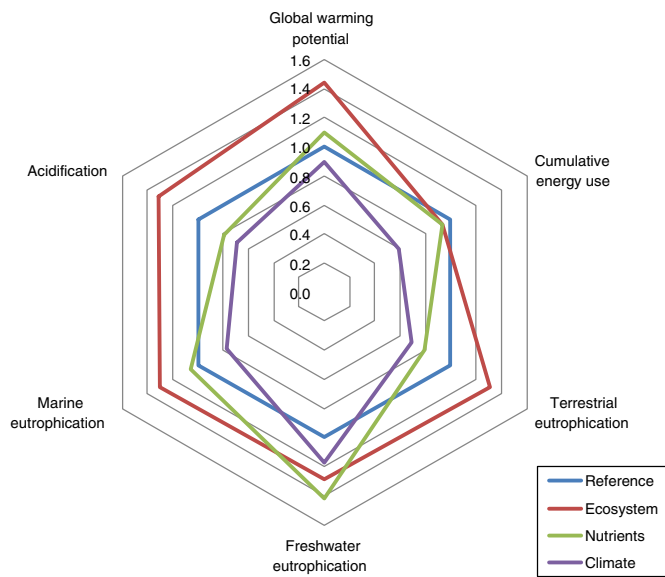 Global warming
potential
1.6
1.4
1.2
1.0
0.8
0.6
0.4
0.2
0.0
Cumulative
energy use
Terrestrial
eutrophication
Freshwater
eutrophication
Marine
eutrophication
Acidification
Reference
Ecosystem
Nutrients
Climate